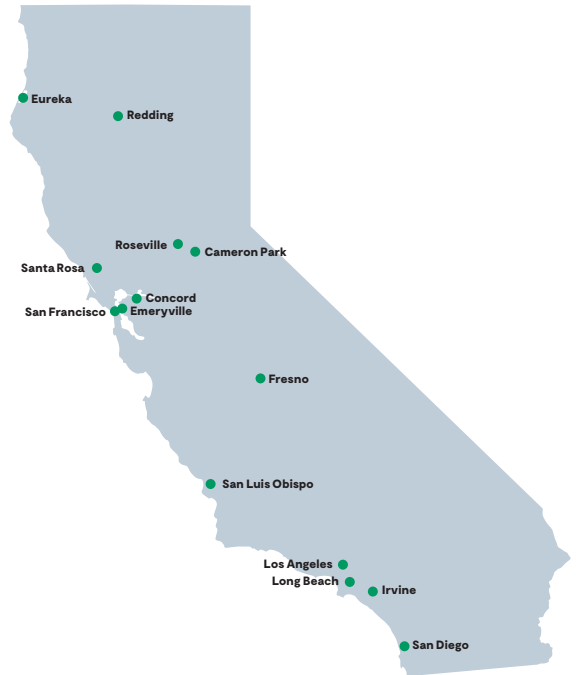 Eureka
Redding
Roseville
Cameron Park
Santa Rosa
Concord
San Francisco
Emeryville
Fresno
San Luis Obispo
Los Angeles
Long Beach
Irvine
San Diego